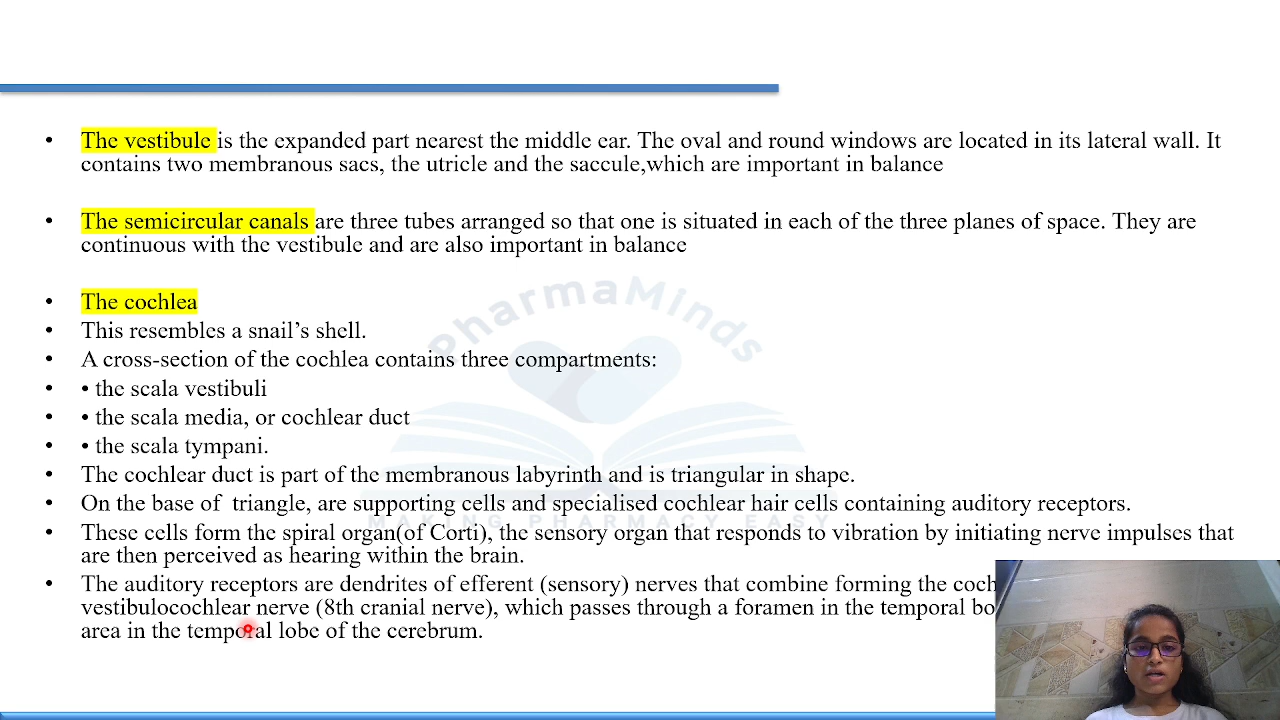 • The vestibule is the expanded part nearest the middle ear. The oval and round windows are located in its lateral wall. It
contains two membranous sacs, the utricle and the saccule,which are important in balance
• The semicircular canals are three tubes arranged so that one is situated in each of the three planes of space. They are
continuous with the vestibule and are also important in balance
• The cochlea
• This resembles a snail’s shell.
• A cross-section of the cochlea contains three compartments:
• • the scala vestibuli
• • the scala media, or cochlear duct
• • the scala tympani.
• The cochlear duct is part of the membranous labyrinth and is triangular in shape.
• On the base of  triangle, are supporting cells and specialised cochlear hair cells containing auditory receptors.
• These cells form the spiral organ(of Corti), the sensory organ that responds to vibration by initiating nerve impulses that
are then perceived as hearing within the brain.
• The auditory receptors are dendrites of efferent (sensory) nerves that combine forming the
vestibulocochlear nerve (8th cranial nerve), which passes through a foramen in the temporal
area in the temporal lobe of the cerebrum.
PharmaMinds
MAKING PHARMACY EASY